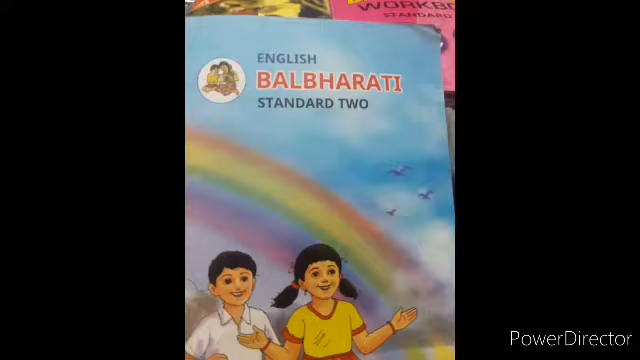 WORKBO
STANDARD
ENGLISH
BALBHARATI
STANDARD TWO
PowerDirector